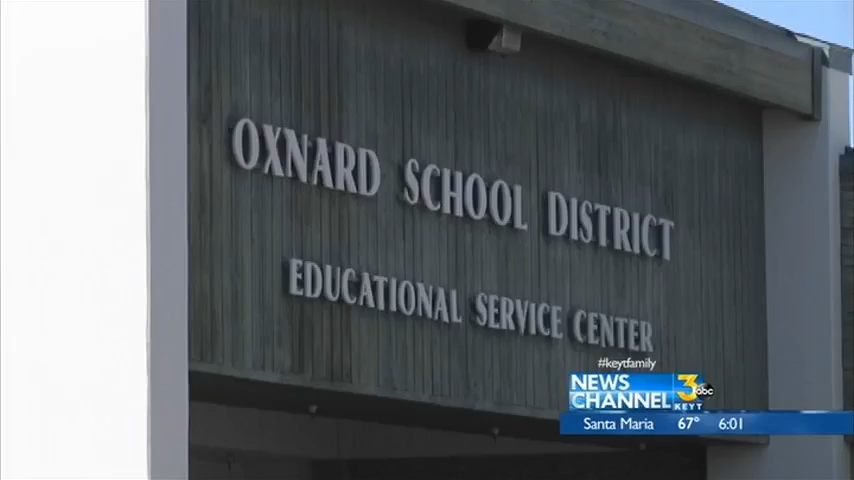 OXNARD SCHOOL DISTRICT
EDUCATIONAL SERVICE CENTER
#keytfamily
NEWS
CHANNEL 3 abc
KEYT
Santa Maria 67° 6:01